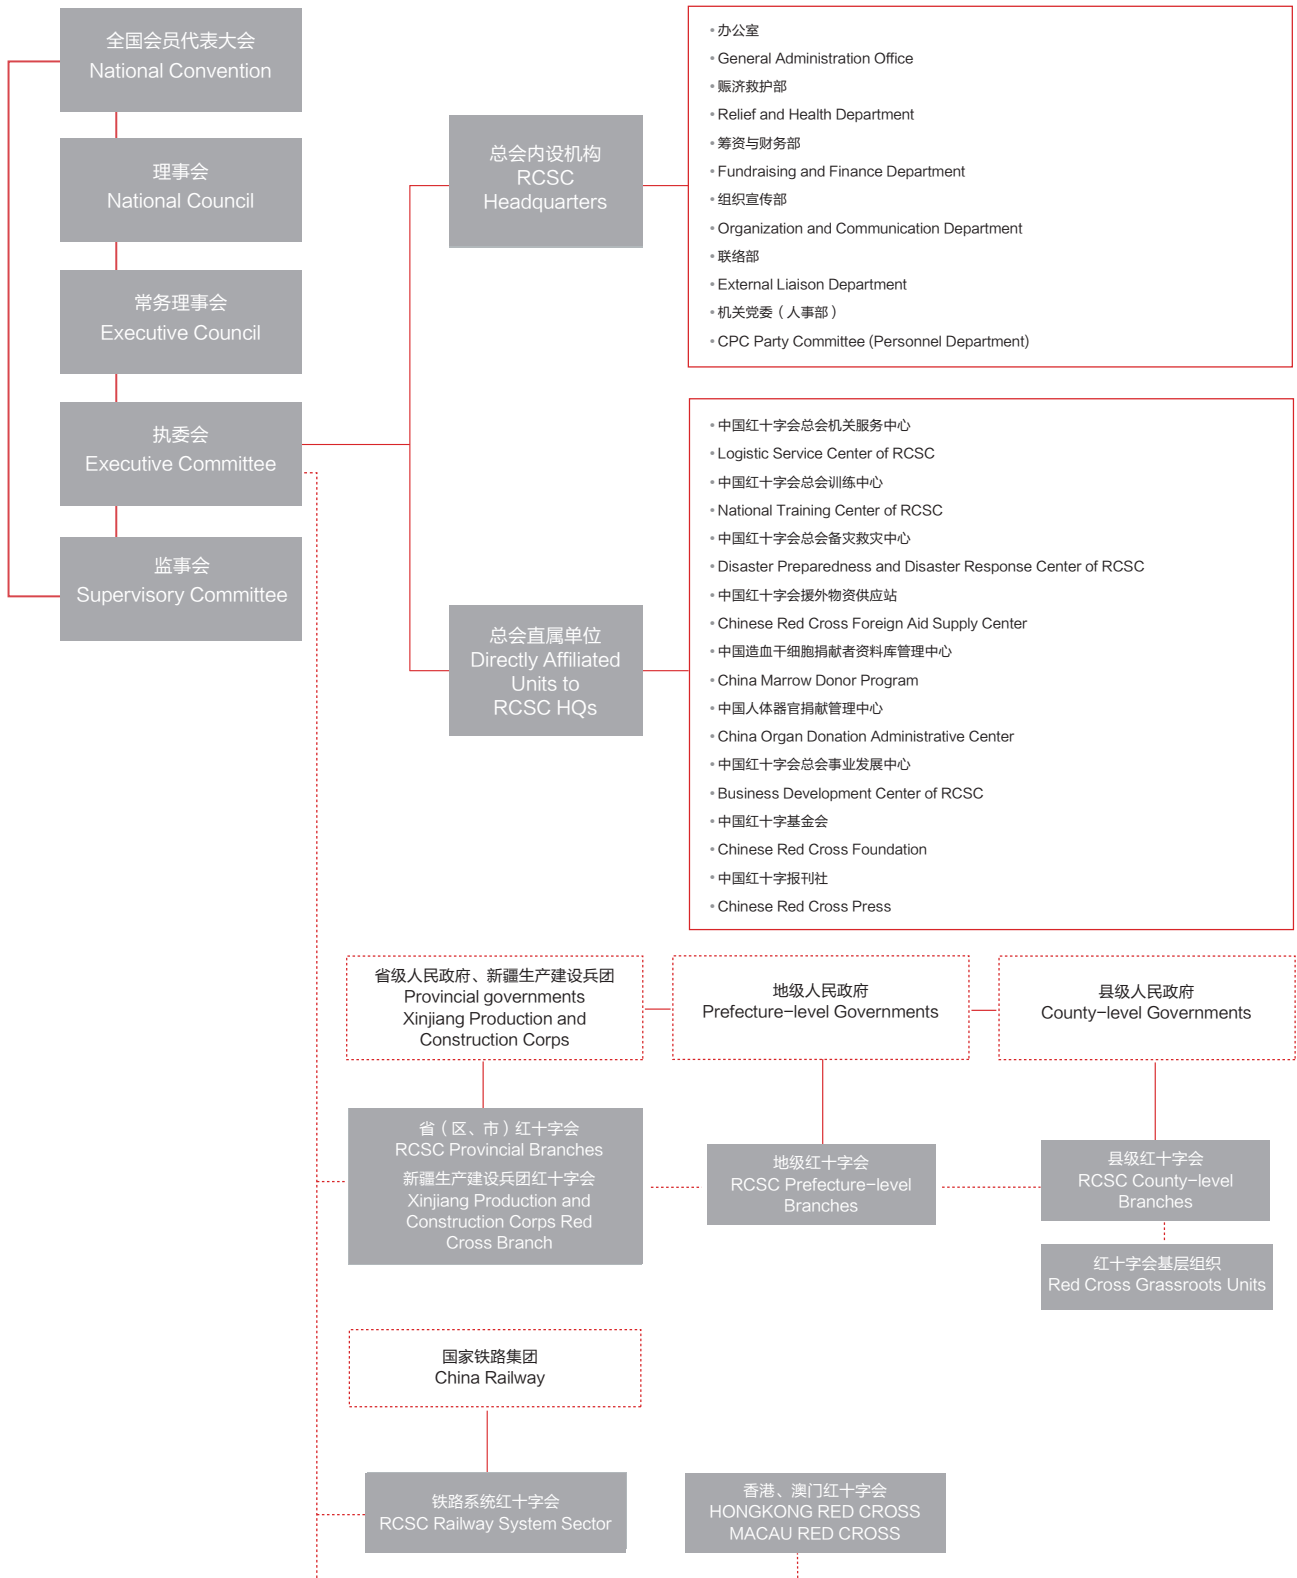 全国会员代表大会
National Convention
理事会
National Council
常务理事会
Executive Council
执委会
Executive Committee
监事会
Supervisory Committee
总会内设机构
RCSC
Headquarters
•办公室
•General Administration Office
•赈济救护部
•Relief and Health Department
•筹资与财务部
•Fundraising and Finance Department
•组织宣传部
•Organization and Communication Department
•联络部
•External Liaison Department
•机关党委（人事部）
•CPC Party Committee (Personnel Department)
总会直属单位
Directly Affiliated
Units to
RCSC HQs
•中国红十字会总会机关服务中心
•Logistic Service Center of RCSC
•中国红十字会总会训练中心
•National Training Center of RCSC
•中国红十字会总会备灾救灾中心
•Disaster Preparedness and Disaster Response Center of RCSC
•中国红十字会援外物资供应站
•Chinese Red Cross Foreign Aid Supply Center
•中国造血干细胞捐献者资料库管理中心
•China Marrow Donor Program
•中国人体器官捐献管理中心
•China Organ Donation Administrative Center
•中国红十字会总会事业发展中心
•Business Development Center of RCSC
•中国红十字基金会
•Chinese Red Cross Foundation
•中国红十字报刊社
•Chinese Red Cross Press
省级人民政府、新疆生产建设兵团
Provincial governments
Xinjiang Production and
Construction Corps
地级人民政府
Prefecture-level Governments
县级人民政府
County-level Governments
省（区、市）红十字会
RCSC Provincial Branches
新疆生产建设兵团红十字会
Xinjiang Production and
Construction Corps Red
Cross Branch
地级红十字会
RCSC Prefecture-level
Branches
县级红十字会
RCSC County-level
Branches
红十字会基层组织
Red Cross Grassroots Units
国家铁路集团
China Railway
铁路系统红十字会
RCSC Railway System Sector
香港、澳门红十字会
HONGKONG RED CROSS
MACAU RED CROSS